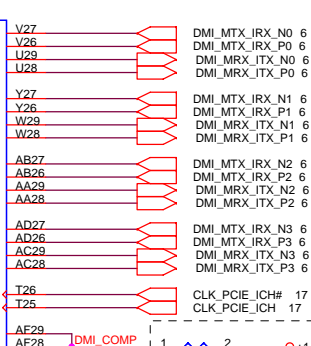 V27 DMI_MTX_IRX_N0 6
V26 DMI_MTX_IRX_P0 6
U29 DMI_MRX_ITX_N0 6
U28 DMI_MRX_ITX_P0 6
Y27 DMI_MTX_IRX_N1 6
Y26 DMI_MTX_IRX_P1 6
W29 DMI_MRX_ITX_N1 6
W28 DMI_MRX_ITX_P1 6
AB27 DMI_MTX_IRX_N2 6
AB26 DMI_MTX_IRX_P2 6
AA29 DMI_MRX_ITX_N2 6
AA28 DMI_MRX_ITX_P2 6
AD27 DMI_MTX_IRX_N3 6
AD26 DMI_MTX_IRX_P3 6
AC29 DMI_MRX_ITX_N3 6
AC28 DMI_MRX_ITX_P3 6
T26 CLK_PCIE_ICH# 17
T25 CLK_PCIE_ICH 17
AF29
AF28 DMI_COMP 1 2